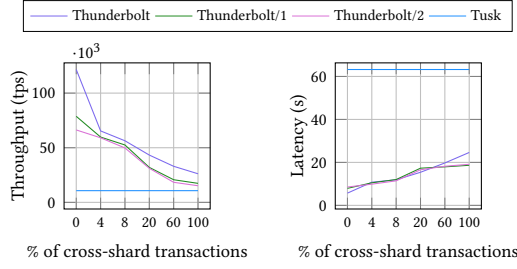 Thunderbolt Thunderbolt/1 Thunderbolt/2 Tusk
·10³
Throughput (tps)
100
50
0
0 4 8 20 60 100
% of cross-shard transactions
Latency (s)
60
40
20
0
0 4 8 20 60 100
% of cross-shard transactions